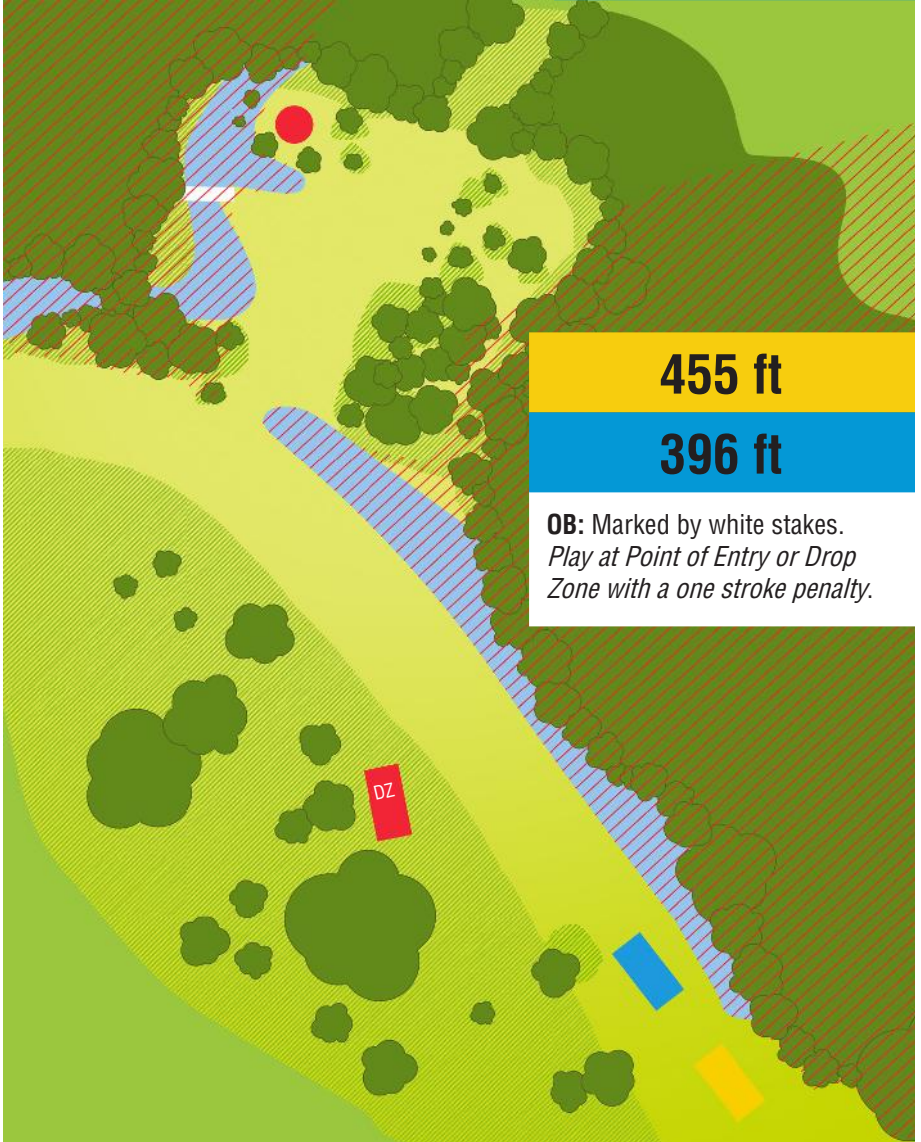 455 ft
396 ft
OB: Marked by white stakes.
Play at Point of Entry or Drop
Zone with a one stroke penalty.
DZ